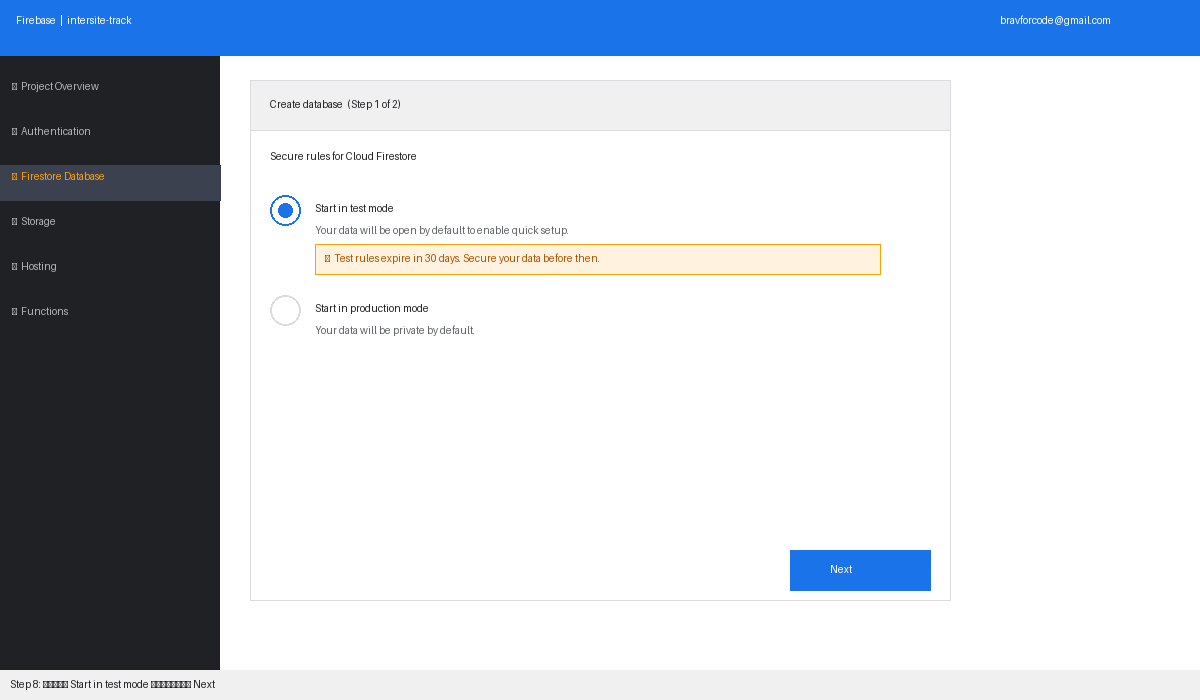 Firebase | intersite-track
bravforcode@gmail.com
Project Overview
Authentication
Firestore Database
Storage
Hosting
Functions
Create database (Step 1 of 2)
Secure rules for Cloud Firestore
Start in test mode
Your data will be open by default to enable quick setup.
Test rules expire in 30 days. Secure your data before then.
Start in production mode
Your data will be private by default.
Next
Step 8: Start in test mode Next